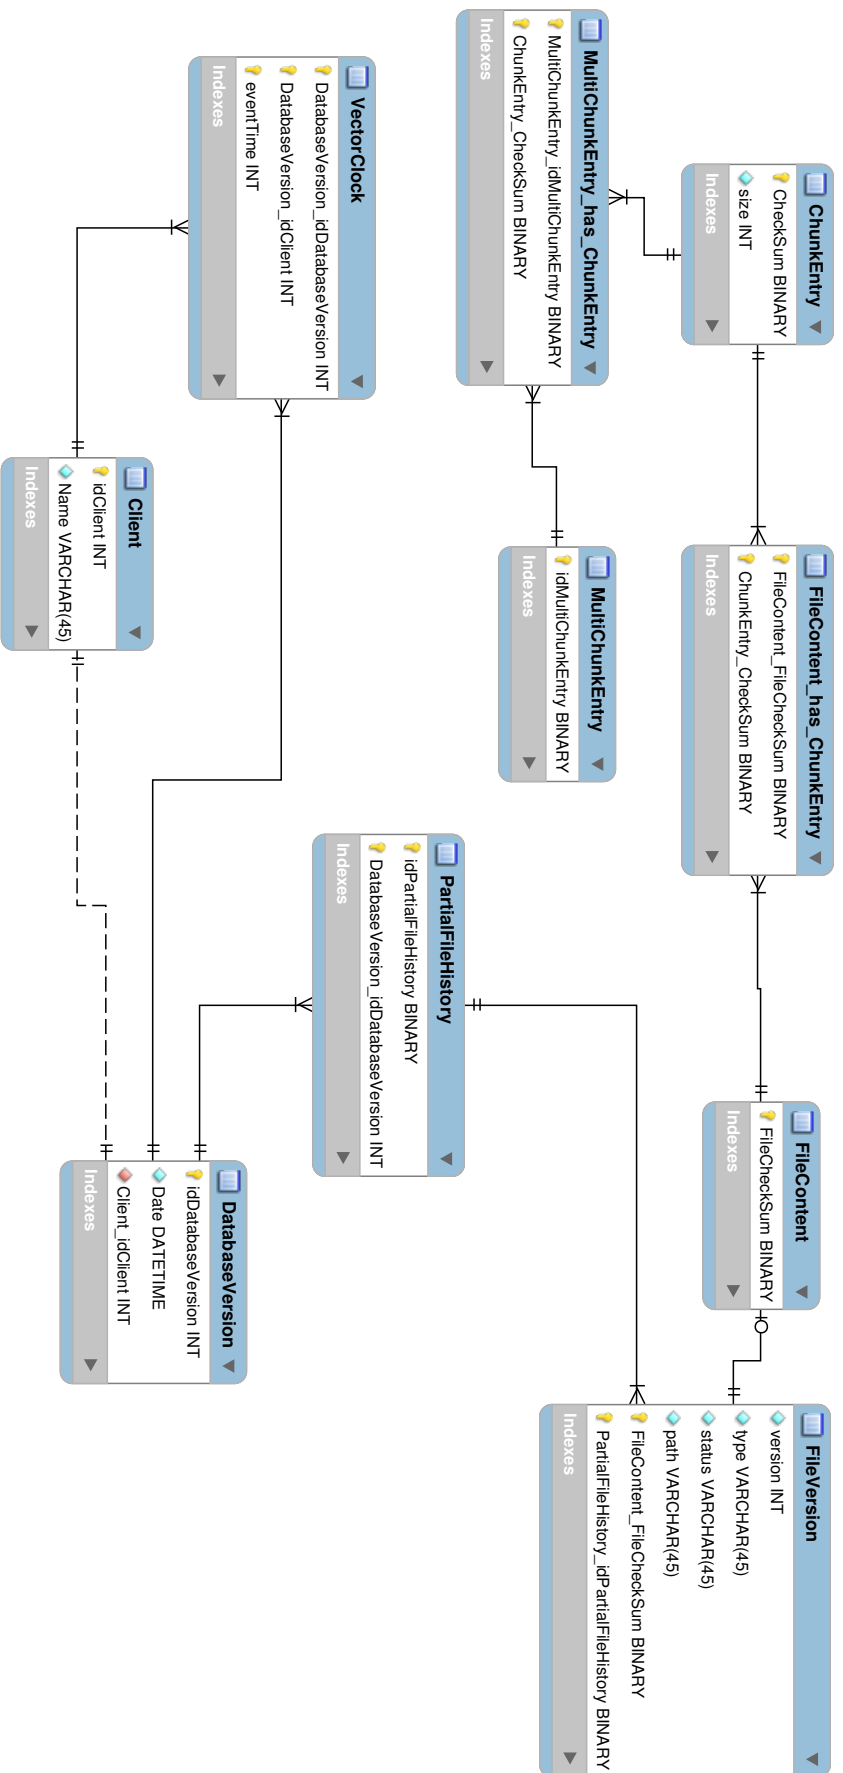 ChunkEntry
CheckSum BINARY
size INT
Indexes
FileContent_has_ChunkEntry
FileContent_FileCheckSum BINARY
ChunkEntry_CheckSum BINARY
Indexes
FileContent
FileCheckSum BINARY
Indexes
FileVersion
version INT
type VARCHAR(45)
status VARCHAR(45)
path VARCHAR(45)
FileContent_FileCheckSum BINARY
PartialFileHistory_idPartialFileHistory BINARY
Indexes
MultiChunkEntry_has_ChunkEntry
MultiChunkEntry_idMultiChunkEntry BINARY
ChunkEntry_CheckSum BINARY
Indexes
MultiChunkEntry
idMultiChunkEntry BINARY
Indexes
PartialFileHistory
idPartialFileHistory BINARY
DatabaseVersion_idDatabaseVersion INT
Indexes
VectorClock
DatabaseVersion_idDatabaseVersion INT
DatabaseVersion_idClient INT
eventTime INT
Indexes
Client
idClient INT
Name VARCHAR(45)
Indexes
DatabaseVersion
idDatabaseVersion INT
Date DATETIME
Client_idClient INT
Indexes